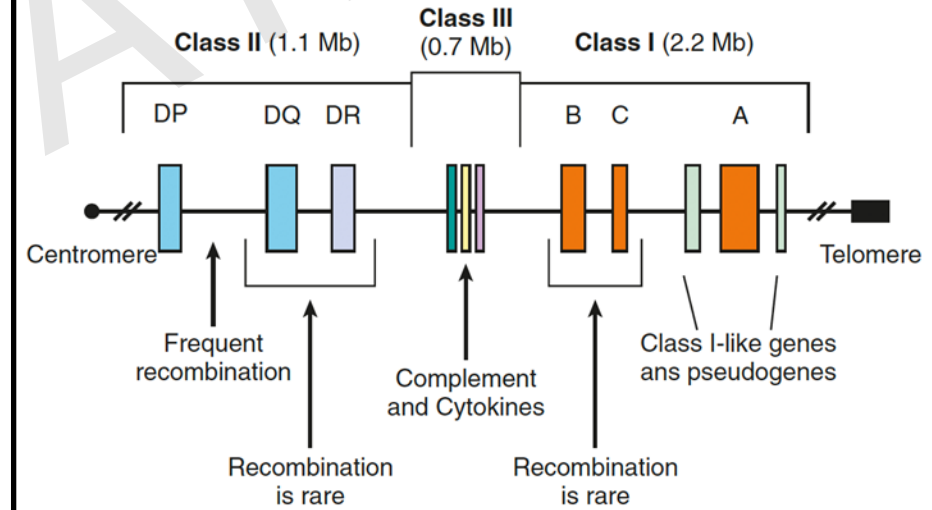 Class III
Class II (1.1 Mb) (0.7 Mb) Class I (2.2 Mb)
DP DQ DR B C A
Centromere Telomere
Frequent
recombination
Complement
and Cytokines
Class I-like genes
ans pseudogenes
Recombination
is rare
Recombination
is rare